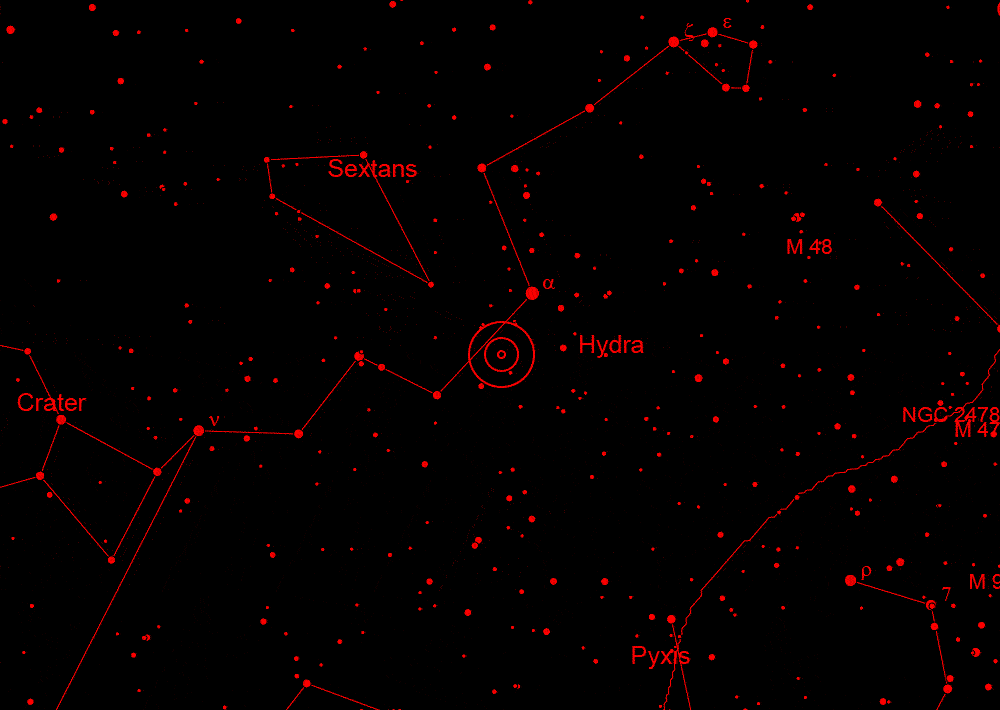 ζ ε
Sextans
M 48
α
Hydra
Crater
ν
NGC 2478
M 47
ρ
7
M 9
Pyxis